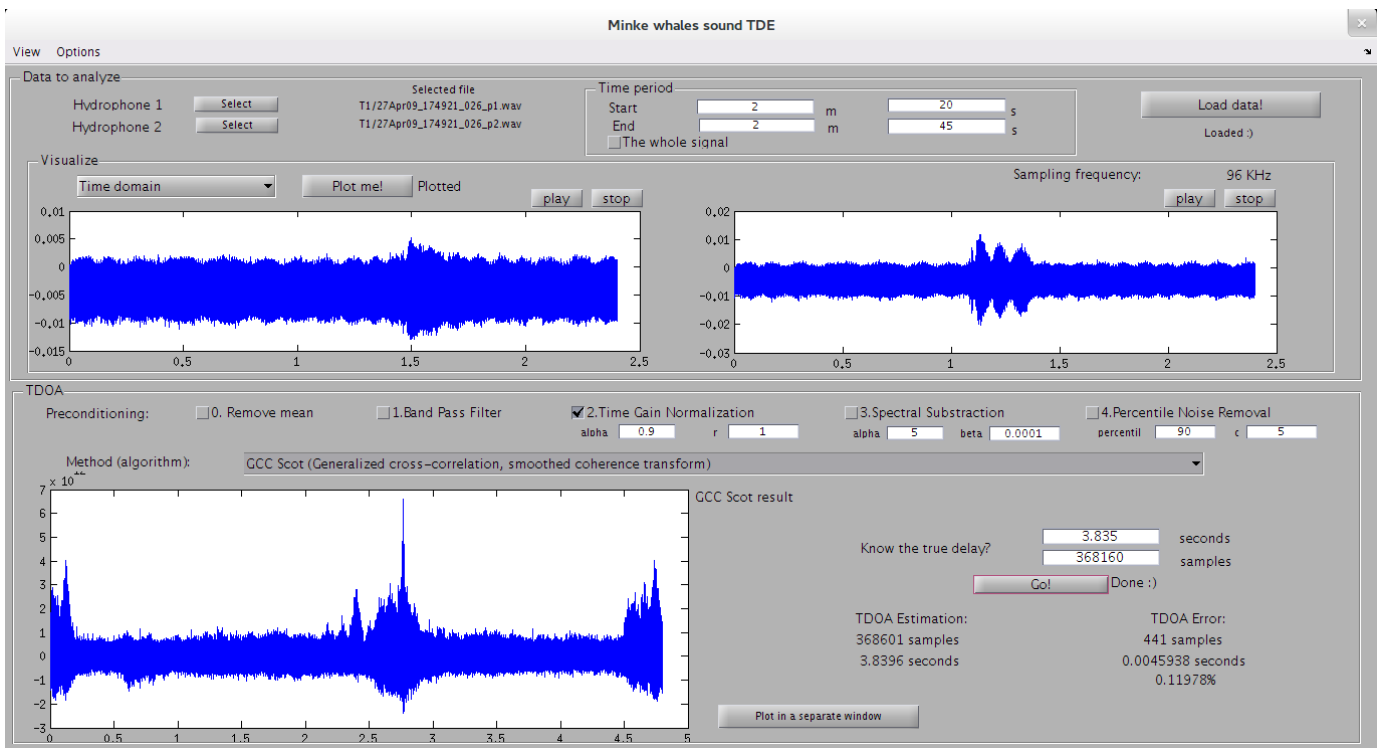 Minke whales sound TDE
View Options
Data to analyze
Selected file
Hydrophone 1 Select T1/27Apr09_174921_026_p1.wav
Hydrophone 2 Select T1/27Apr09_174921_026_p2.wav
Time period
Start 2 m 20 s
End 2 m 45 s
The whole signal
Load data!
Loaded :)
Visualize
Time domain Plot me! Plotted
play stop
Sampling frequency: 96 KHz
play stop
0.01
0.005
0
-0.005
-0.01
-0.015
0 0.5 1 1.5 2 2.5
0.02
0.01
0
-0.01
-0.02
-0.03
0 0.5 1 1.5 2 2.5
TDOA
Preconditioning: 0. Remove mean 1.Band Pass Filter 2.Time Gain Normalization 3.Spectral Substraction 4.Percentile Noise Removal
alpha 0.9 r 1 alpha 5 beta 0.0001 percentil 90 c 5
Method (algorithm): GCC Scot (Generalized cross-correlation, smoothed coherence transform)
x 10
7
6
5
4
3
2
1
0
-1
-2
-3
0 0.5 1 1.5 2 2.5 3 3.5 4 4.5 5
GCC Scot result
Know the true delay? 3.835 seconds
368160 samples
Go! Done :)
TDOA Estimation: TDOA Error:
368601 samples 441 samples
3.8396 seconds 0.0045938 seconds
0.11978%
Plot in a separate window